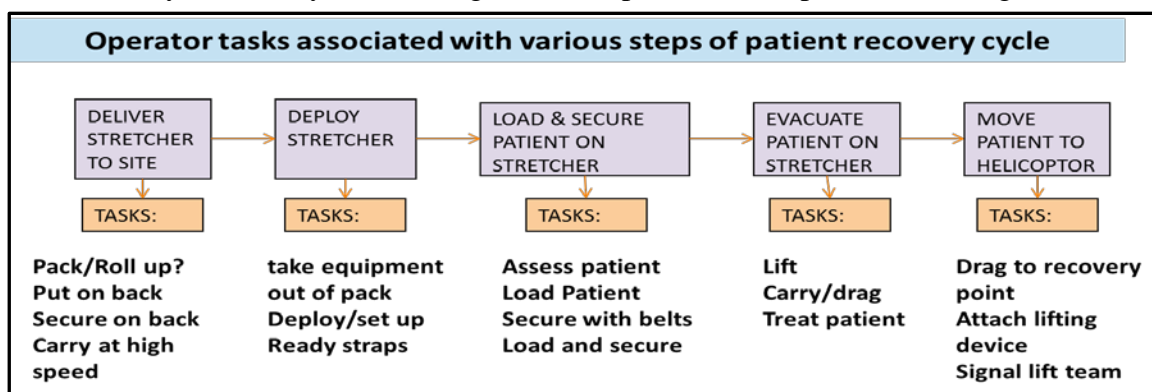 Operator tasks associated with various steps of patient recovery cycle
DELIVER
STRETCHER
TO SITE
DEPLOY
STRETCHER
LOAD & SECURE
PATIENT ON
STRETCHER
EVACUATE
PATIENT ON
STRETCHER
MOVE
PATIENT TO
HELICOPTOR
TASKS:
TASKS:
TASKS:
TASKS:
TASKS:
Pack/Roll up?
Put on back
Secure on back
Carry at high
speed
take equipment
out of pack
Deploy/set up
Ready straps
Assess patient
Load Patient
Secure with belts
Load and secure
Lift
Carry/drag
Treat patient
Drag to recovery
point
Attach lifting
device
Signal lift team